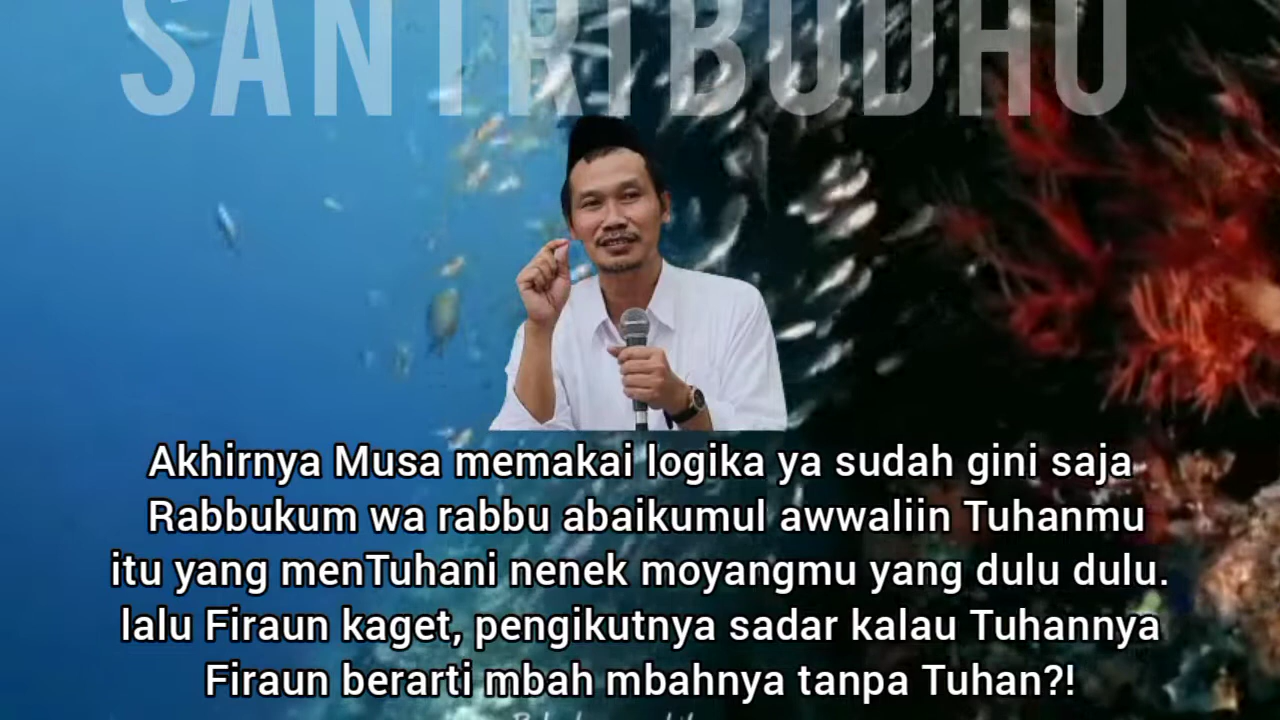 SANTRI BUDHU
Akhirnya Musa memakai logika ya sudah gini saja
Rabbukum wa rabbu abaikumul awwaliin Tuhanmu
itu yang menTuhani nenek moyangmu yang dulu dulu.
lalu Firaun kaget, pengikutnya sadar kalau Tuhannya
Firaun berarti mbah mbahnya tanpa Tuhan?!